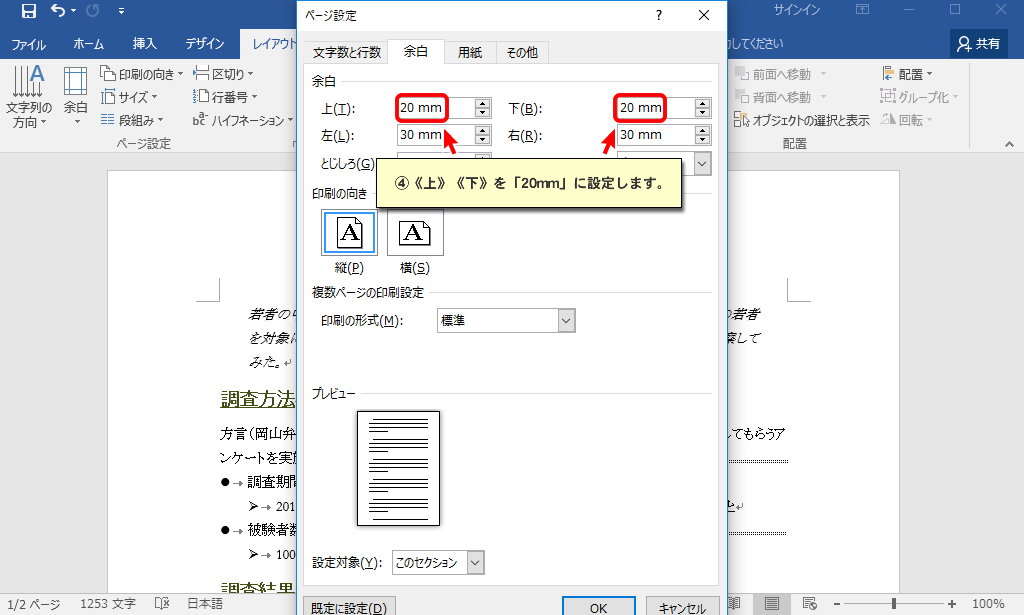 ページ設定
サインイン
ファイル ホーム 挿入 デザイン レイアウト
してください
共有
文字数と行数 余白 用紙 その他
文字列の
方向
余白
印刷の向き
サイズ
段組み
区切り
行番号
ハイフネーション
ページ設定
前面へ移動
背面へ移動
オブジェクトの選択と表示
配置
グループ化
回転
配置
余白
上(T): 20 mm 下(B): 20 mm
左(L): 30 mm 右(R): 30 mm
とじしろ(G)
④《上》《下》を「20mm」に設定します。
印刷の向き
縦(P) 横(S)
複数ページの印刷設定
印刷の形式(M): 標準
プレビュー
設定対象(Y): このセクション
既定に設定(D) OK キャンセル
若者の
の若者
を対象
して
みた。
調査方法
方言（岡山弁
してもらうア
ンケートを実
調査期間
201
た
被験者数
100
調査結果
1/2 ページ 1253 文字 日本語 100%